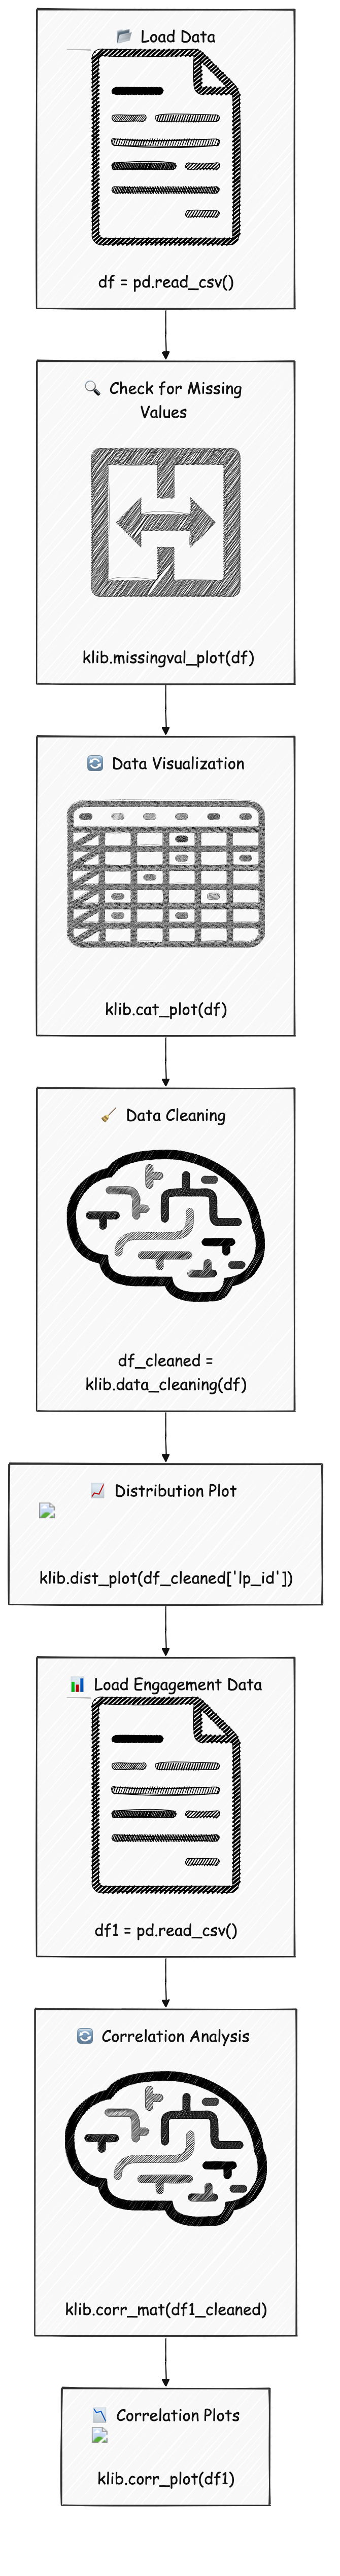 📂 Load Data
df = pd.read_csv()
🔍 Check for Missing
Values
klib.missingval_plot(df)
🔄 Data Visualization
klib.cat_plot(df)
🧹 Data Cleaning
df_cleaned =
klib.data_cleaning(df)
📈 Distribution Plot
klib.dist_plot(df_cleaned['lp_id'])
📊 Load Engagement Data
df1 = pd.read_csv()
🔄 Correlation Analysis
klib.corr_mat(df1_cleaned)
📉 Correlation Plots
klib.corr_plot(df1)